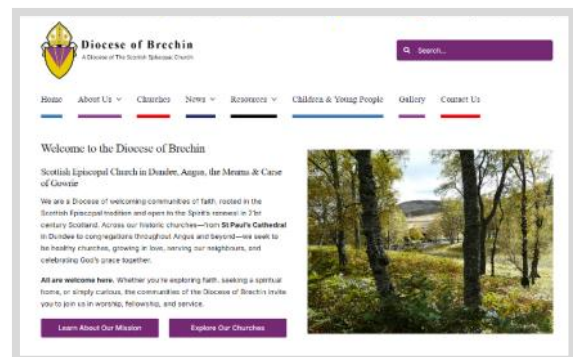 Diocese of Brechin
A Diocese of The Scottish Episcopal Church
Search...
Home About Us Churches News Resources Children & Young People Gallery Contact Us
Welcome to the Diocese of Brechin
Scottish Episcopal Church in Dundee, Angus, the Mearns & Carse
of Gowrie
We are a Diocese of welcoming communities of faith, rooted in the
Scottish Episcopal tradition and open to the Spirit's renewal in 21st
century Scotland. Across our historic churches—from St Paul's Cathedral
in Dundee to congregations throughout Angus and beyond—we seek to
be healthy churches, growing in love, serving our neighbours, and
celebrating God's grace together.
All are welcome here. Whether you're exploring faith, seeking a spiritual
home, or simply curious, the communities of the Diocese of Brechin invite
you to join us in worship, fellowship, and service.
Learn About Our Mission
Explore Our Churches